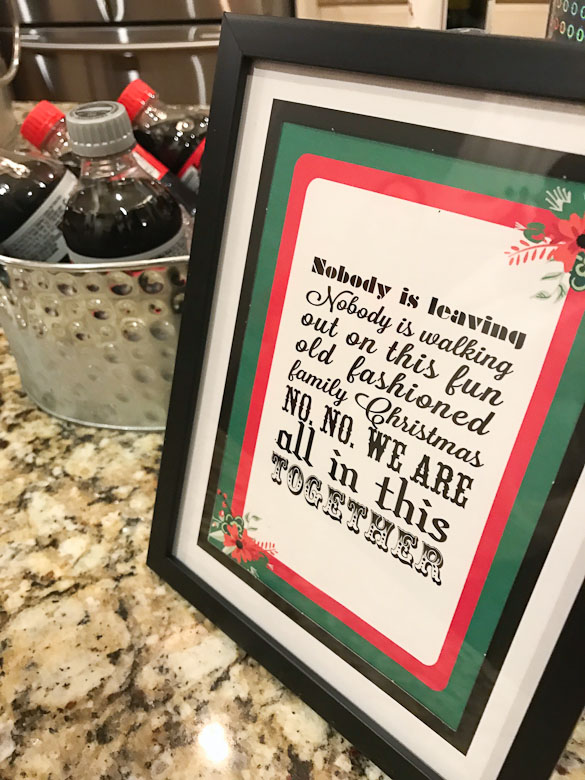 Nobody is leaving
Nobody is walking
out on this fun
old fashioned
family Christmas
NO, NO. WE ARE
all in this
TOGETHER